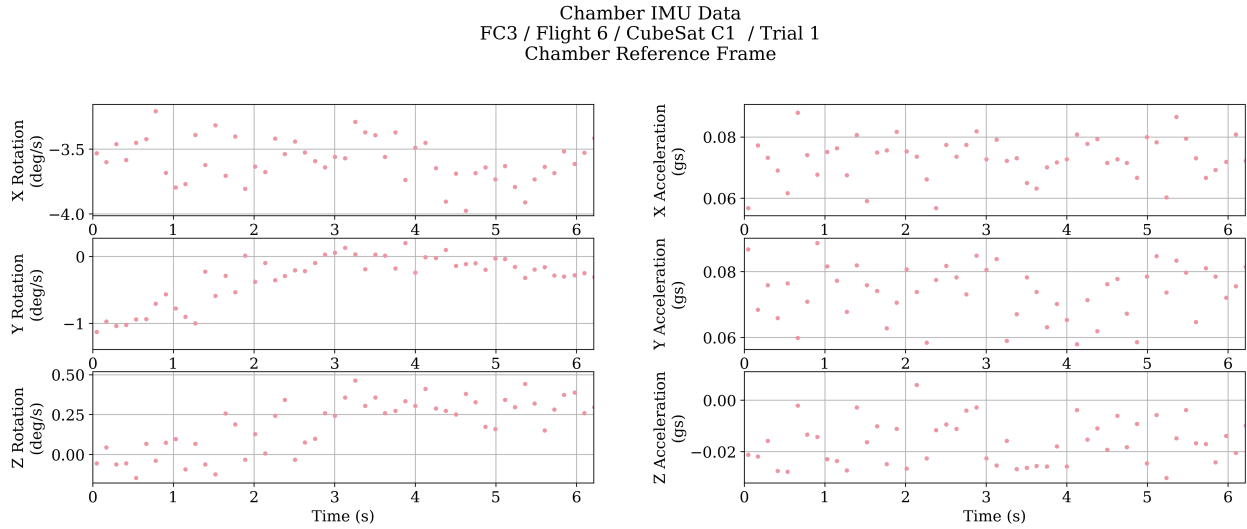 Chamber IMU Data
FC3 / Flight 6 / CubeSat C1 / Trial 1
Chamber Reference Frame
X Rotation
(deg/s)
−3.5
−4.0
0 1 2 3 4 5 6
X Acceleration
(gs)
0.08
0.06
0 1 2 3 4 5 6
Y Rotation
(deg/s)
0
−1
0 1 2 3 4 5 6
Y Acceleration
(gs)
0.08
0.06
0 1 2 3 4 5 6
Z Rotation
(deg/s)
0.50
0.25
0.00
0 1 2 3 4 5 6
Time (s)
Z Acceleration
(gs)
0.00
−0.02
0 1 2 3 4 5 6
Time (s)